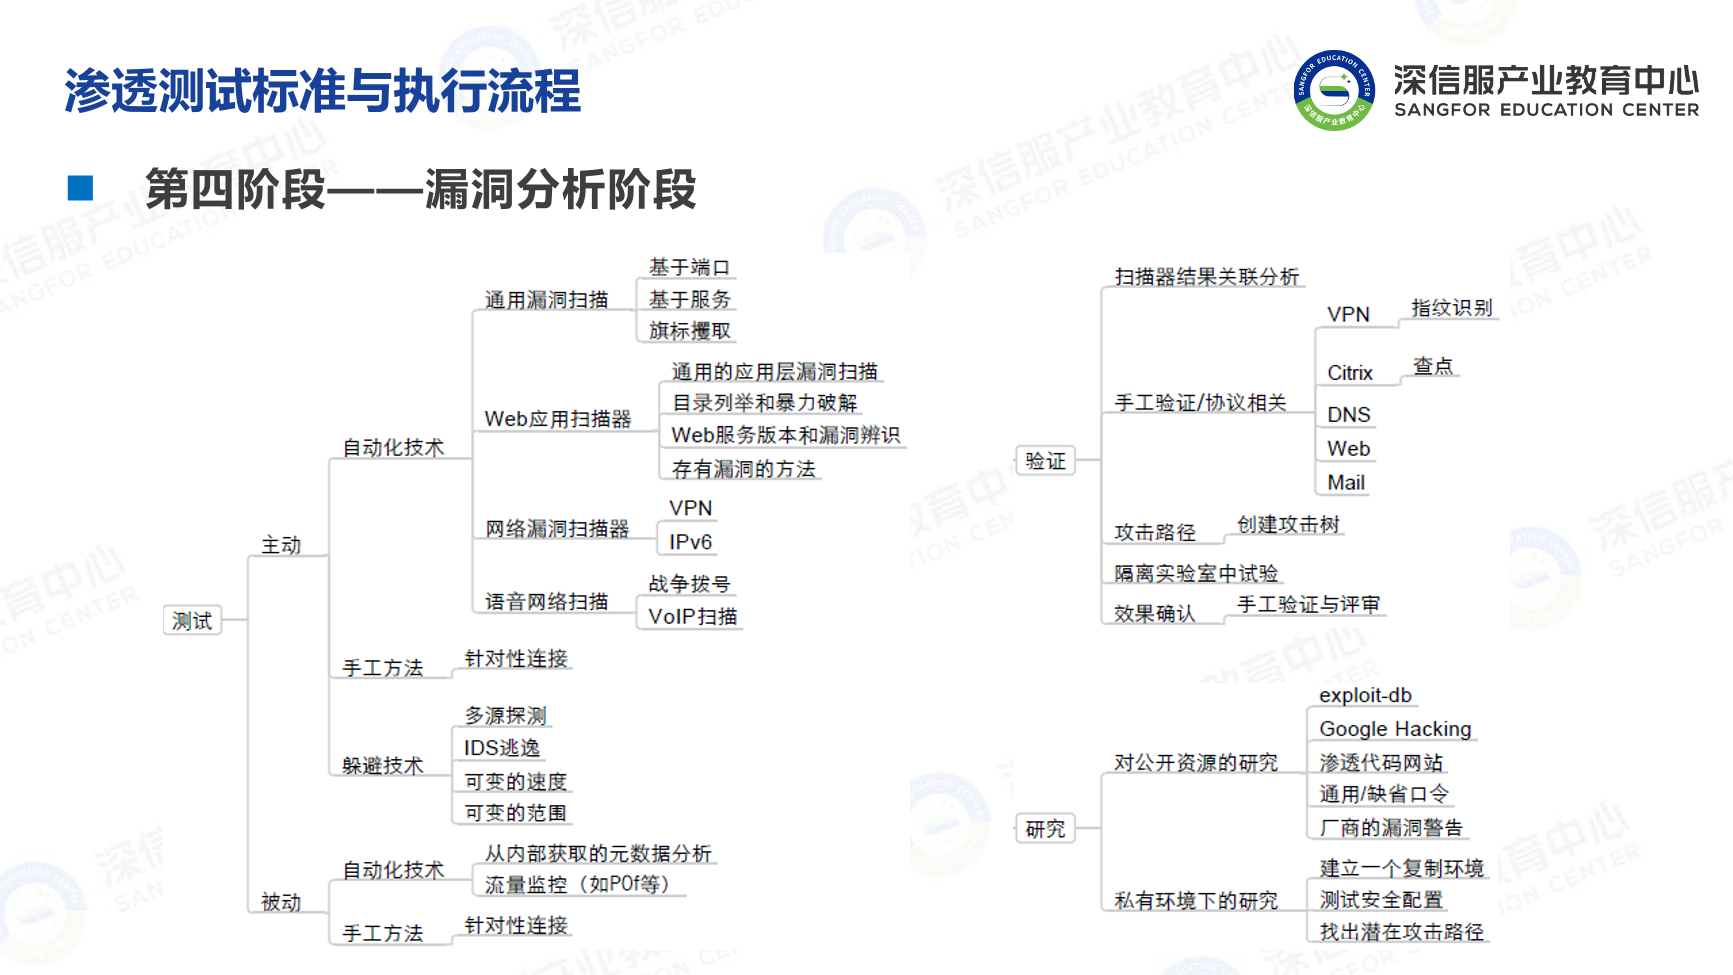 渗透测试标准与执行流程
深信服产业教育中心
SANGFOR EDUCATION CENTER
第四阶段——漏洞分析阶段
测试
主动
自动化技术
通用漏洞扫描
基于端口
基于服务
旗标攫取
Web应用扫描器
通用的应用层漏洞扫描
目录列举和暴力破解
Web服务版本和漏洞辨识
存有漏洞的方法
网络漏洞扫描器
VPN
IPv6
语音网络扫描
战争拨号
VoIP扫描
手工方法
针对性连接
躲避技术
多源探测
IDS逃逸
可变的速度
可变的范围
被动
自动化技术
从内部获取的元数据分析
流量监控（如P0f等）
手工方法
针对性连接
验证
扫描器结果关联分析
手工验证/协议相关
VPN
指纹识别
Citrix
查点
DNS
Web
Mail
攻击路径
创建攻击树
隔离实验室中试验
效果确认
手工验证与评审
研究
对公开资源的研究
exploit-db
Google Hacking
渗透代码网站
通用/缺省口令
厂商的漏洞警告
私有环境下的研究
建立一个复制环境
测试安全配置
找出潜在攻击路径